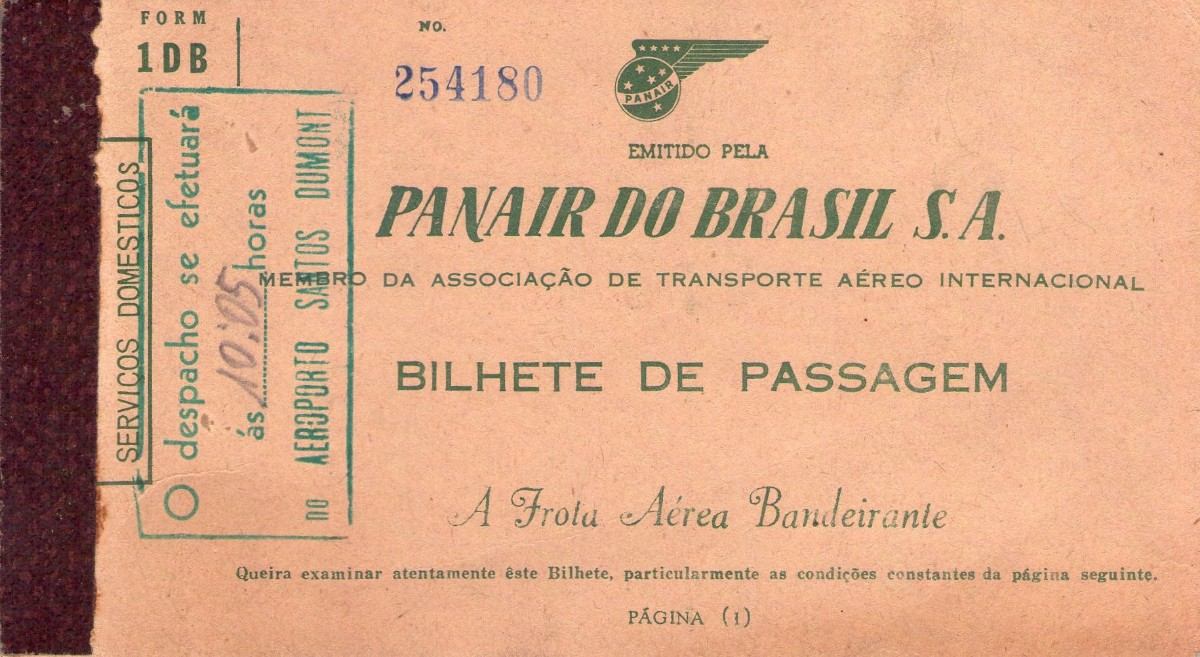 FORM
1DB
NO.
254180
PANAIR
EMITIDO PELA
PANAIR DO BRASIL S.A.
MEMBRO DA ASSOCIAÇÃO DE TRANSPORTE AÉREO INTERNACIONAL
BILHETE DE PASSAGEM
A Frota Aérea Bandeirante
Queira examinar atentamente êste Bilhete, particularmente as condições constantes da página seguinte.
PÁGINA (1)
SERVICOS DOMESTICOS
O despacho se efetuará
ás 10:05 horas
no AEROPORTO SANTOS DUMONT